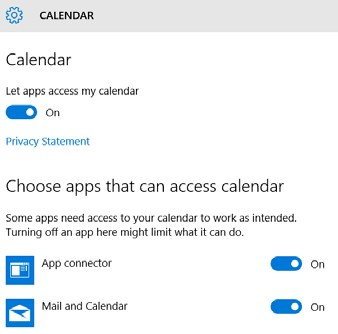 CALENDAR
Calendar
Let apps access my calendar
On
Privacy Statement
Choose apps that can access calendar
Some apps need access to your calendar to work as intended.
Turning off an app here might limit what it can do.
App connector On
Mail and Calendar On